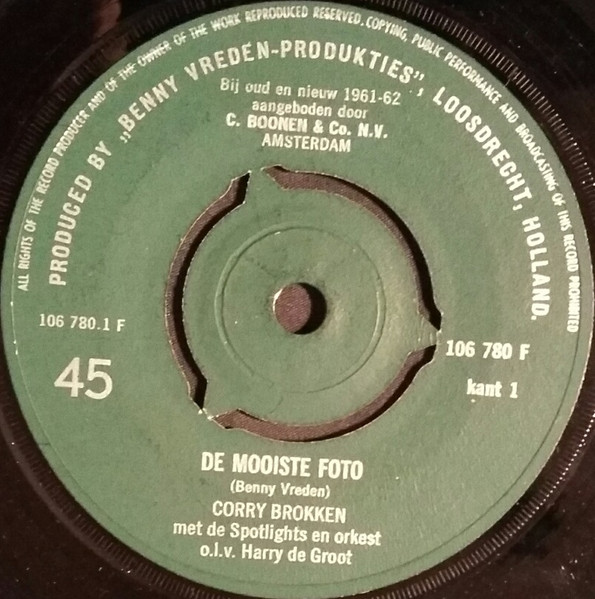 ALL RIGHTS OF THE RECORD PRODUCER AND OF THE OWNER OF THE WORK REPRODUCED RESERVED. COPYING, PUBLIC PERFORMANCE AND BROADCASTING OF THIS RECORD PROHIBITED
PRODUCED BY „BENNY VREDEN-PRODUKTIES”, LOOSDRECHT, HOLLAND.
Bij oud en nieuw 1961-62
aangeboden door
C. BOONEN & Co. N.V.
AMSTERDAM
106 780.1 F
45
106 780 F
kant 1
DE MOOISTE FOTO
(Benny Vreden)
CORRY BROKKEN
met de Spotlights en orkest
o.l.v. Harry de Groot